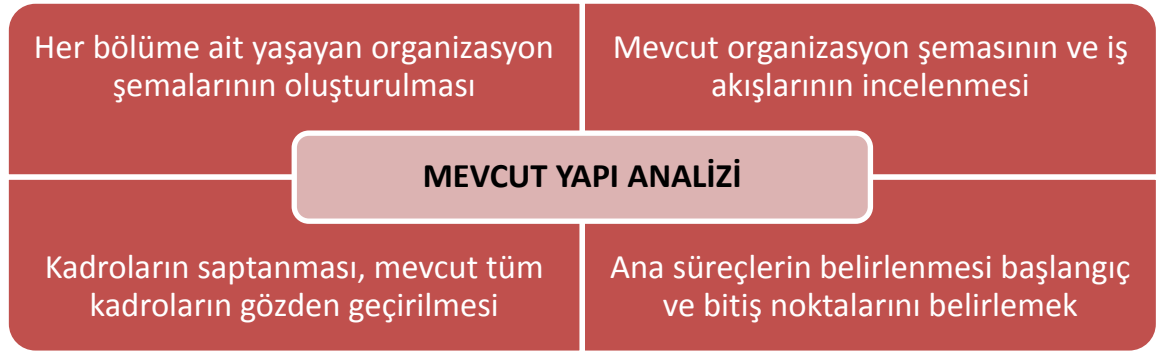 Her bölüme ait yaşayan organizasyon
şemalarının oluşturulması
Mevcut organizasyon şemasının ve iş
akışlarının incelenmesi
MEVCUT YAPI ANALİZİ
Kadroların saptanması, mevcut tüm
kadroların gözden geçirilmesi
Ana süreçlerin belirlenmesi başlangıç
ve bitiş noktalarını belirlemek